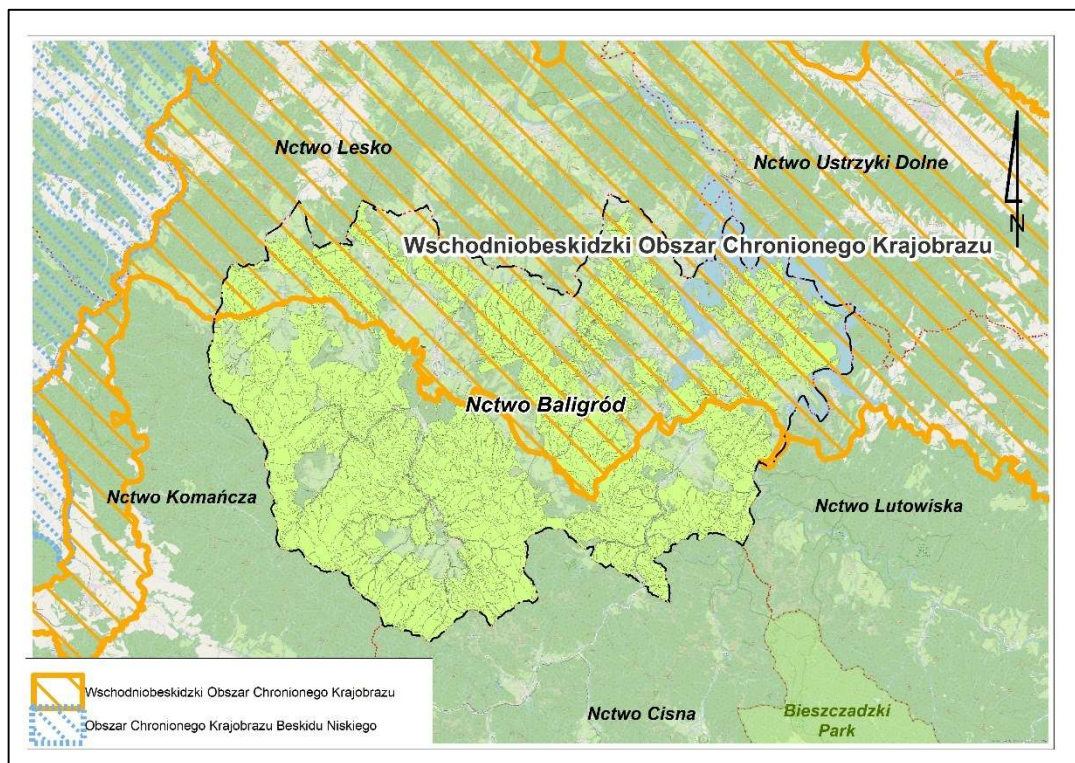 Nctwo Lesko
Nctwo Ustrzyki Dolne
N
Wschodniobeskidzki Obszar Chronionego Krajobrazu
Nctwo Baligród
Nctwo Komańcza
Nctwo Lutowiska
Nctwo Cisna
Bieszczadzki
Park
Wschodniobeskidzki Obszar Chronionego Krajobrazu
Obszar Chronionego Krajobrazu Beskidu Niskiego